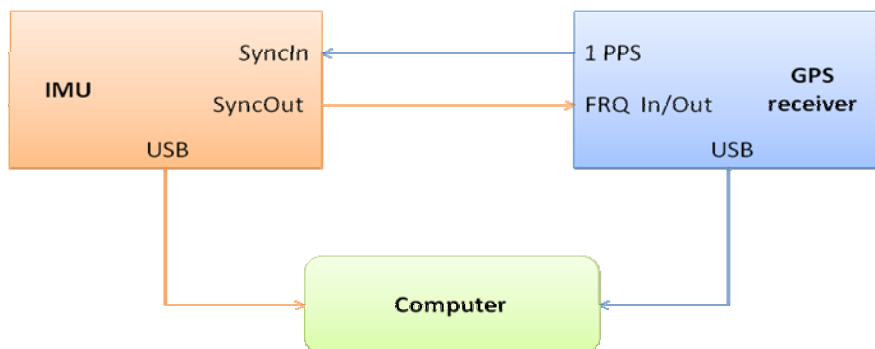 SyncIn
IMU
SyncOut
USB
1 PPS
GPS
receiver
FRQ In/Out
USB
Computer